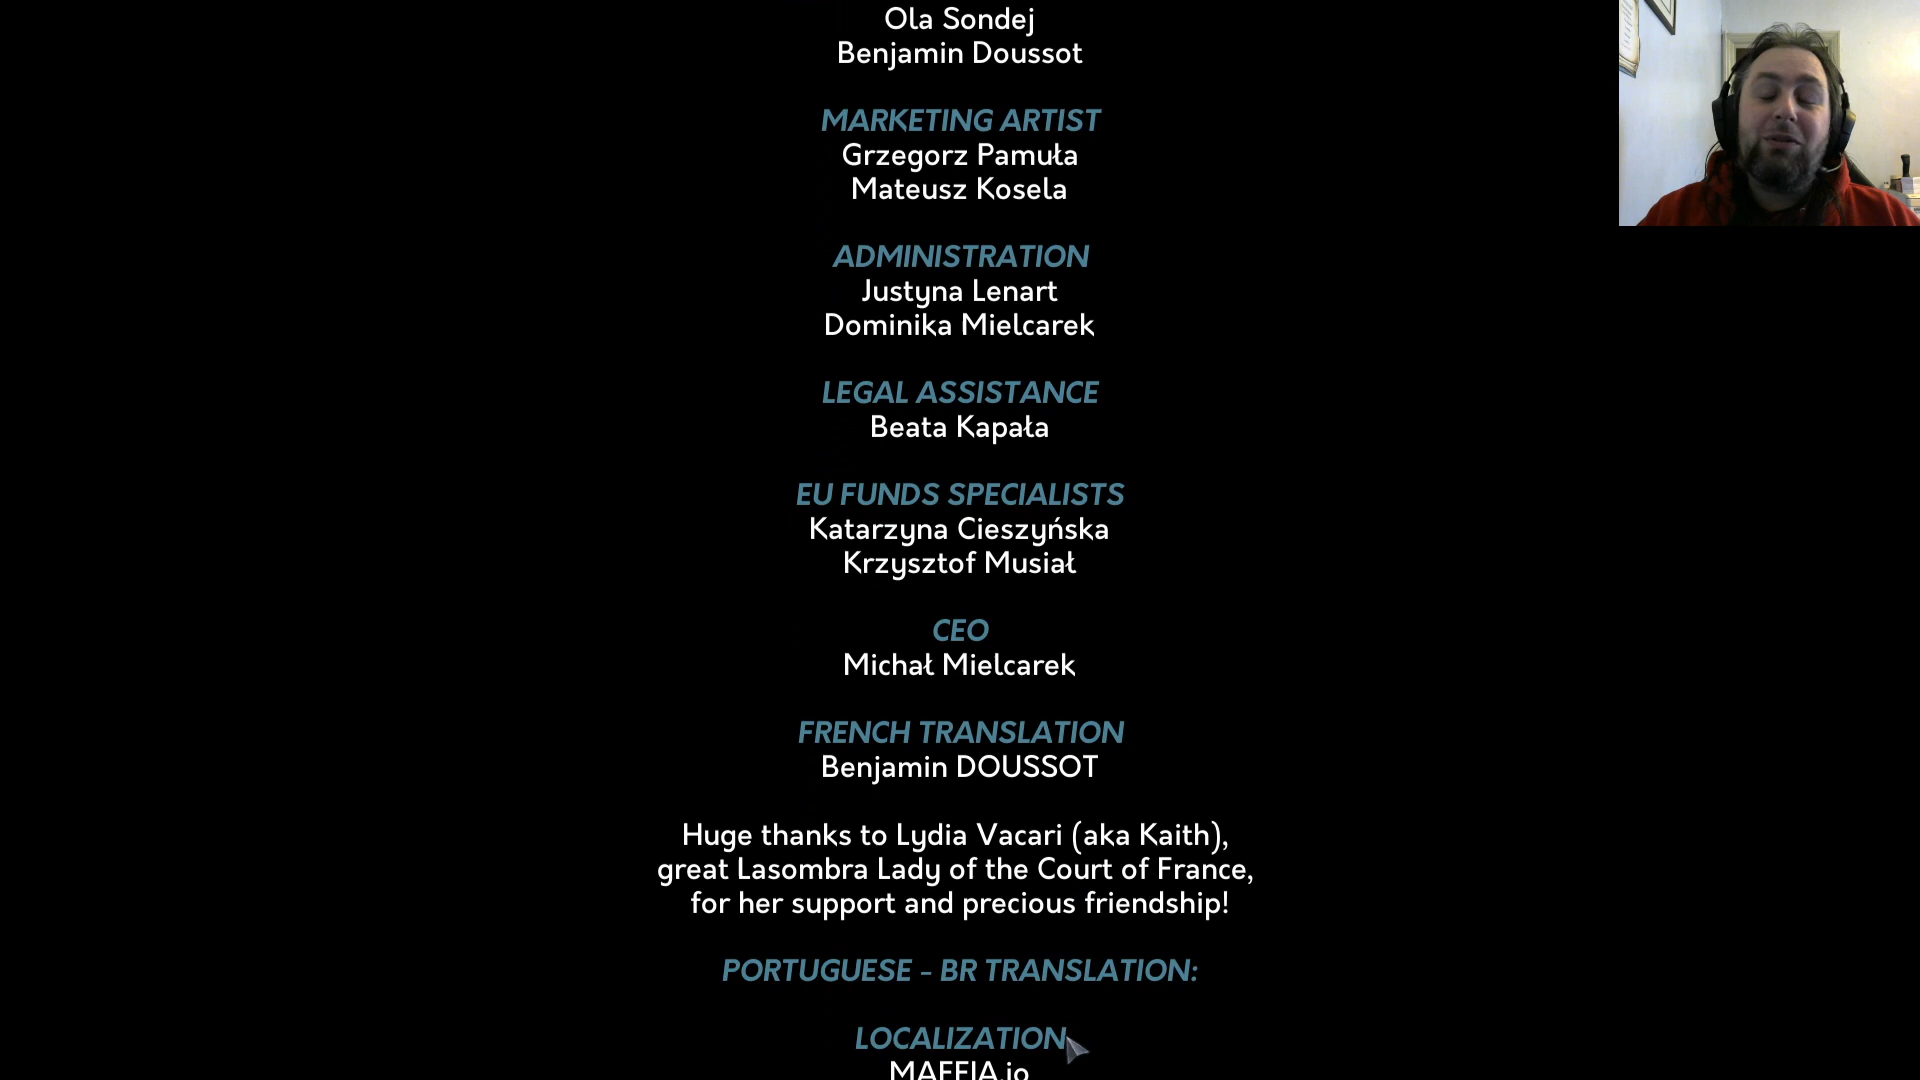 Ola Sondej
Benjamin Doussot
MARKETING ARTIST
Grzegorz Pamuła
Mateusz Kosela
ADMINISTRATION
Justyna Lenart
Dominika Mielcarek
LEGAL ASSISTANCE
Beata Kapała
EU FUNDS SPECIALISTS
Katarzyna Cieszyńska
Krzysztof Musiał
CEO
Michał Mielcarek
FRENCH TRANSLATION
Benjamin DOUSSOT
Huge thanks to Lydia Vacari (aka Kaith),
great Lasombra Lady of the Court of France,
for her support and precious friendship!
PORTUGUESE - BR TRANSLATION:
LOCALIZATION
MAFFIA.io